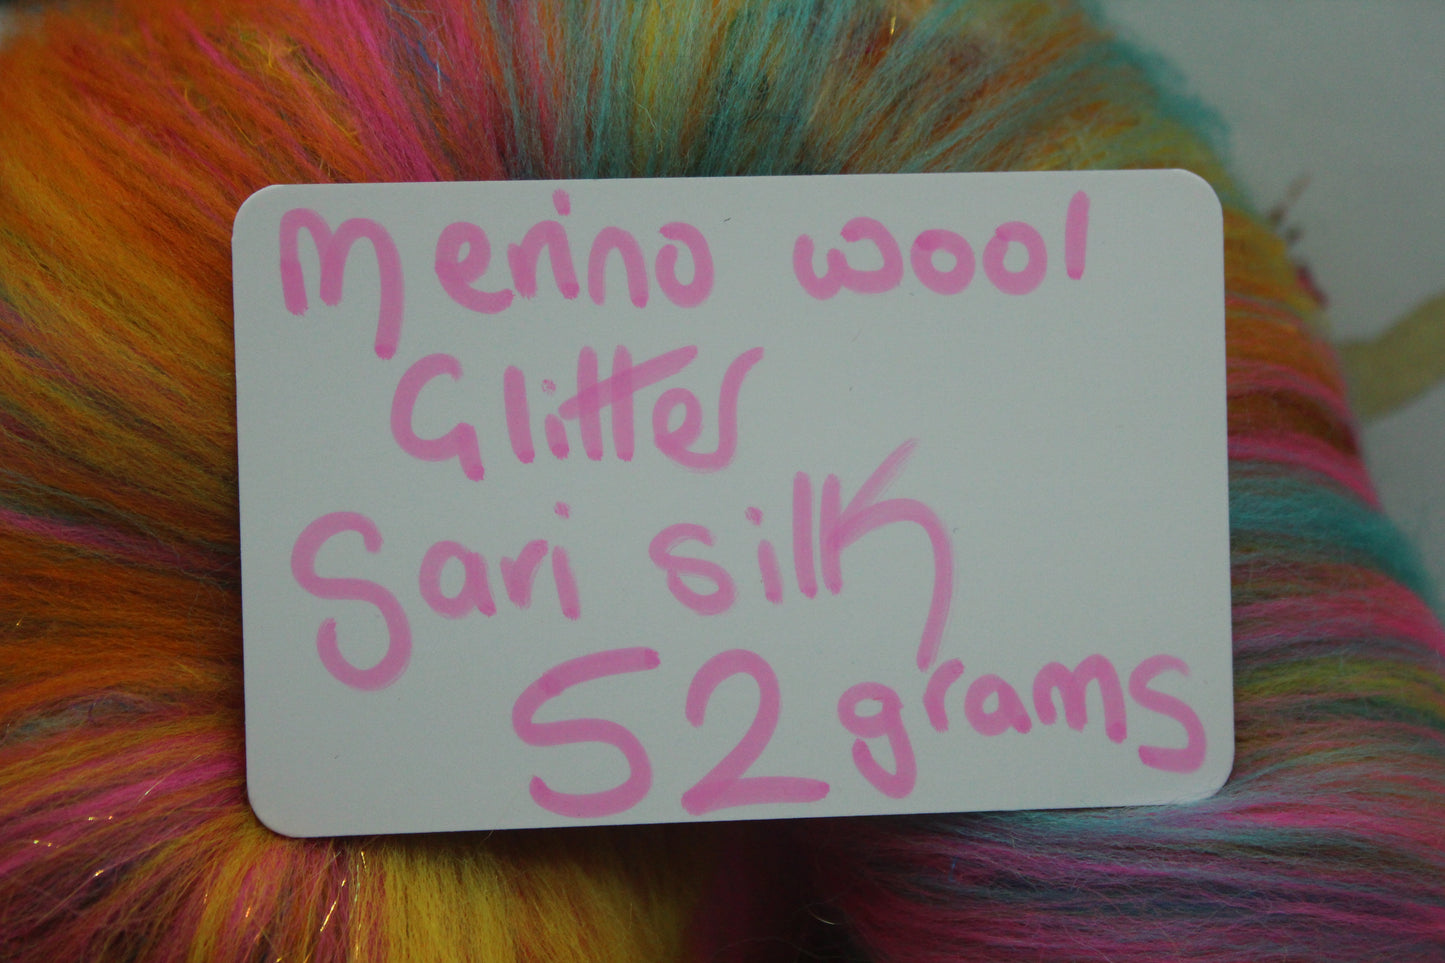 Merino wool
Glitter
Sari silk
52 grams